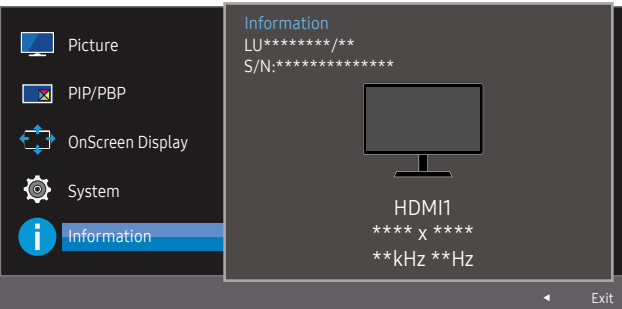 Picture
PIP/PBP
OnScreen Display
System
Information
Information
LU********/**
S/N:**************
HDMI1
**** x ****
**kHz **Hz
Exit